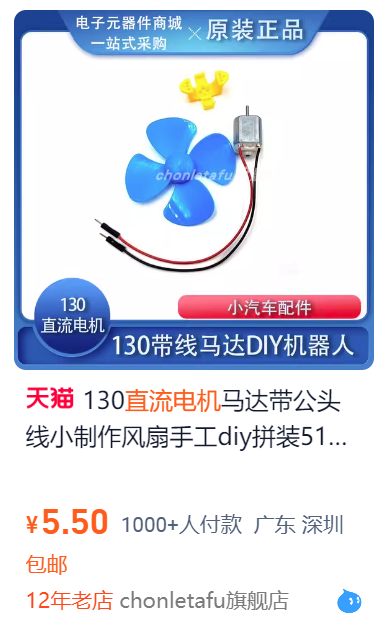 电子元器件商城
一站式采购
×原装正品
chonletafu
130
直流电机
小汽车配件
130带线马达DIY机器人
天猫 130直流电机马达带公头
线小制作风扇手工diy拼装51...
¥5.50 1000+人付款 广东 深圳
包邮
12年老店 chonletafu旗舰店